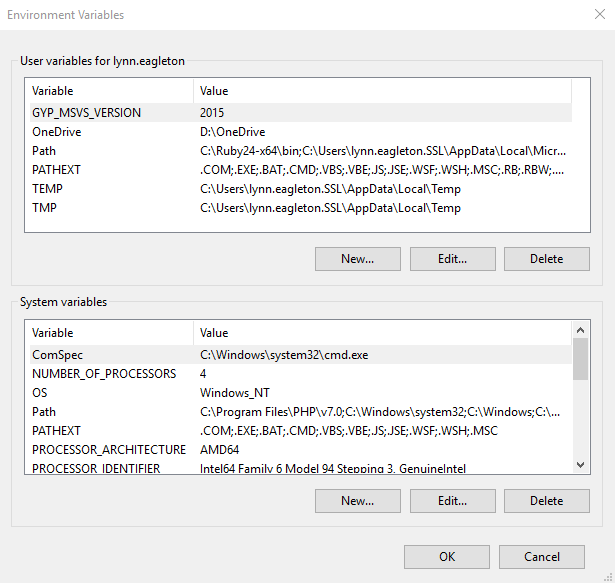 Environment Variables
User variables for lynn.eagleton
Variable Value
GYP_MSVS_VERSION 2015
OneDrive D:\OneDrive
Path C:\Ruby24-x64\bin;C:\Users\lynn.eagleton.SSL\AppData\Local\Micr...
PATHEXT .COM;.EXE;.BAT;.CMD;.VBS;.VBE;.JS;.JSE;.WSF;.WSH;.MSC;.RB;.RBW;....
TEMP C:\Users\lynn.eagleton.SSL\AppData\Local\Temp
TMP C:\Users\lynn.eagleton.SSL\AppData\Local\Temp
New... Edit... Delete
System variables
Variable Value
ComSpec C:\Windows\system32\cmd.exe
NUMBER_OF_PROCESSORS 4
OS Windows_NT
Path C:\Program Files\PHP\v7.0;C:\Windows\system32;C:\Windows;C:\...
PATHEXT .COM;.EXE;.BAT;.CMD;.VBS;.VBE;.JS;.JSE;.WSF;.WSH;.MSC
PROCESSOR_ARCHITECTURE AMD64
PROCESSOR_IDENTIFIER Intel64 Family 6 Model 94 Stepping 3, GenuineIntel
New... Edit... Delete
OK Cancel